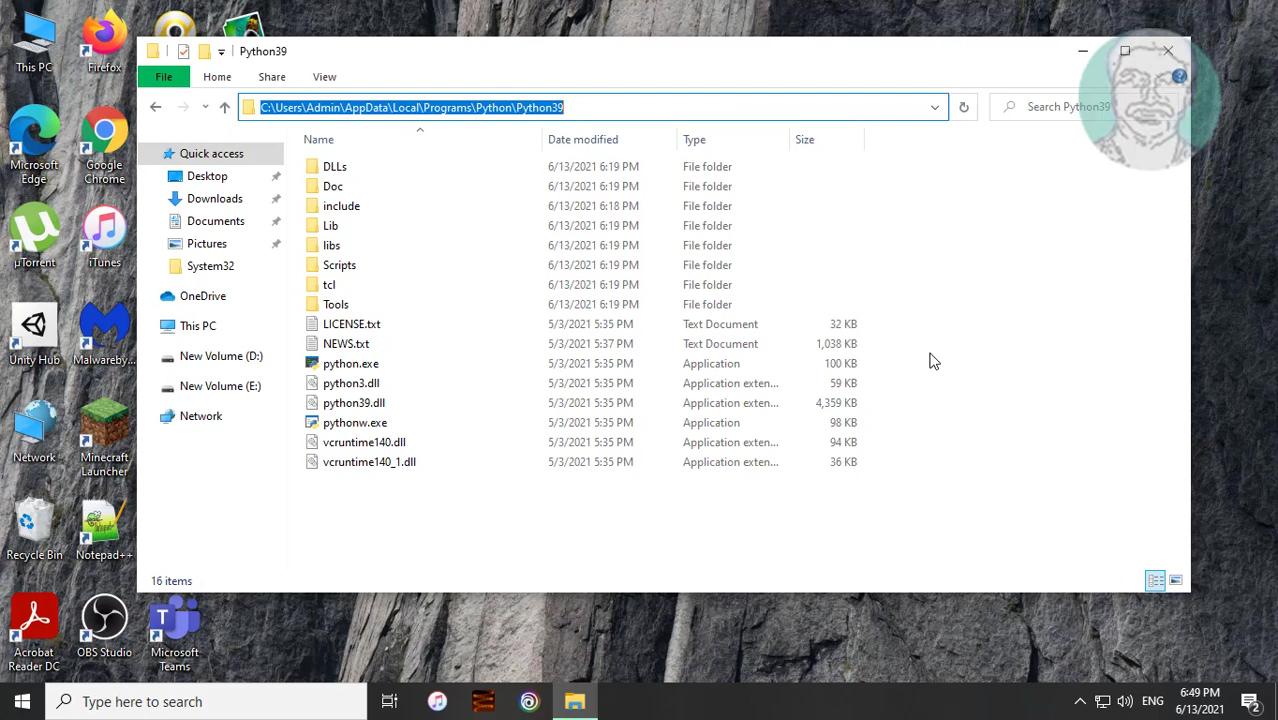 This PC
Firefox
Python39
File
Home
Share
View
C:\Users\Admin\AppData\Local\Programs\Python\Python39
Search Python39
Microsoft
Edge
Google
Chrome
Quick access
Desktop
Downloads
Documents
Pictures
System32
OneDrive
This PC
New Volume (D:)
New Volume (E:)
Network
Name Date modified Type Size
DLLs 6/13/2021 6:19 PM File folder
Doc 6/13/2021 6:19 PM File folder
include 6/13/2021 6:18 PM File folder
Lib 6/13/2021 6:19 PM File folder
libs 6/13/2021 6:19 PM File folder
Scripts 6/13/2021 6:19 PM File folder
tcl 6/13/2021 6:19 PM File folder
Tools 6/13/2021 6:19 PM File folder
LICENSE.txt 5/3/2021 5:35 PM Text Document 32 KB
NEWS.txt 5/3/2021 5:37 PM Text Document 1,038 KB
python.exe 5/3/2021 5:35 PM Application 100 KB
python3.dll 5/3/2021 5:35 PM Application exten... 59 KB
python39.dll 5/3/2021 5:35 PM Application exten... 4,359 KB
pythonw.exe 5/3/2021 5:35 PM Application 98 KB
vcruntime140.dll 5/3/2021 5:35 PM Application exten... 94 KB
vcruntime140_1.dll 5/3/2021 5:35 PM Application exten... 36 KB
16 items
µTorrent
iTunes
Unity Hub
Malwareby...
Network
Minecraft
Launcher
Recycle Bin
Notepad++
Acrobat
Reader DC
OBS Studio
Microsoft
Teams
Type here to search
ENG
6:49 PM
6/13/2021
2